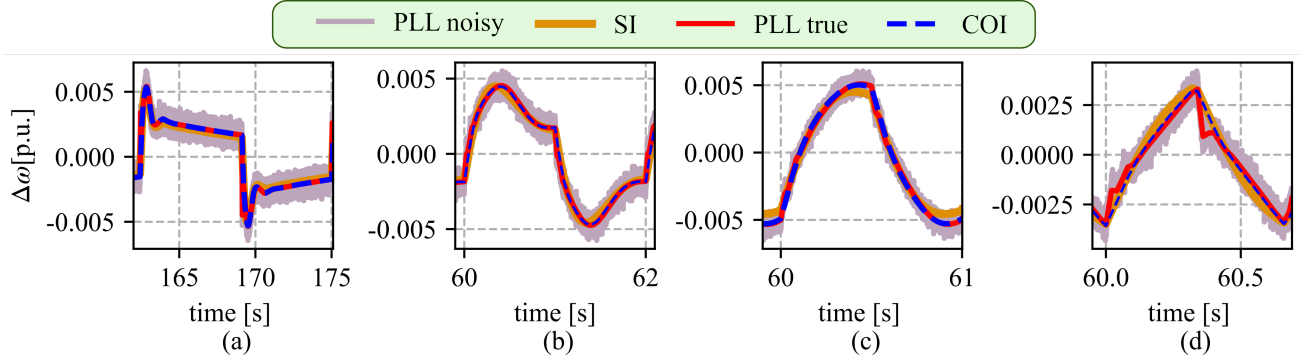 PLL noisy SI PLL true COI
Δω[p.u.]
0.005
0.000
-0.005
165 170 175
time [s]
(a)
0.005
0.000
-0.005
60 62
time [s]
(b)
0.005
0.000
-0.005
60 61
time [s]
(c)
0.0025
0.0000
-0.0025
60.0 60.5
time [s]
(d)